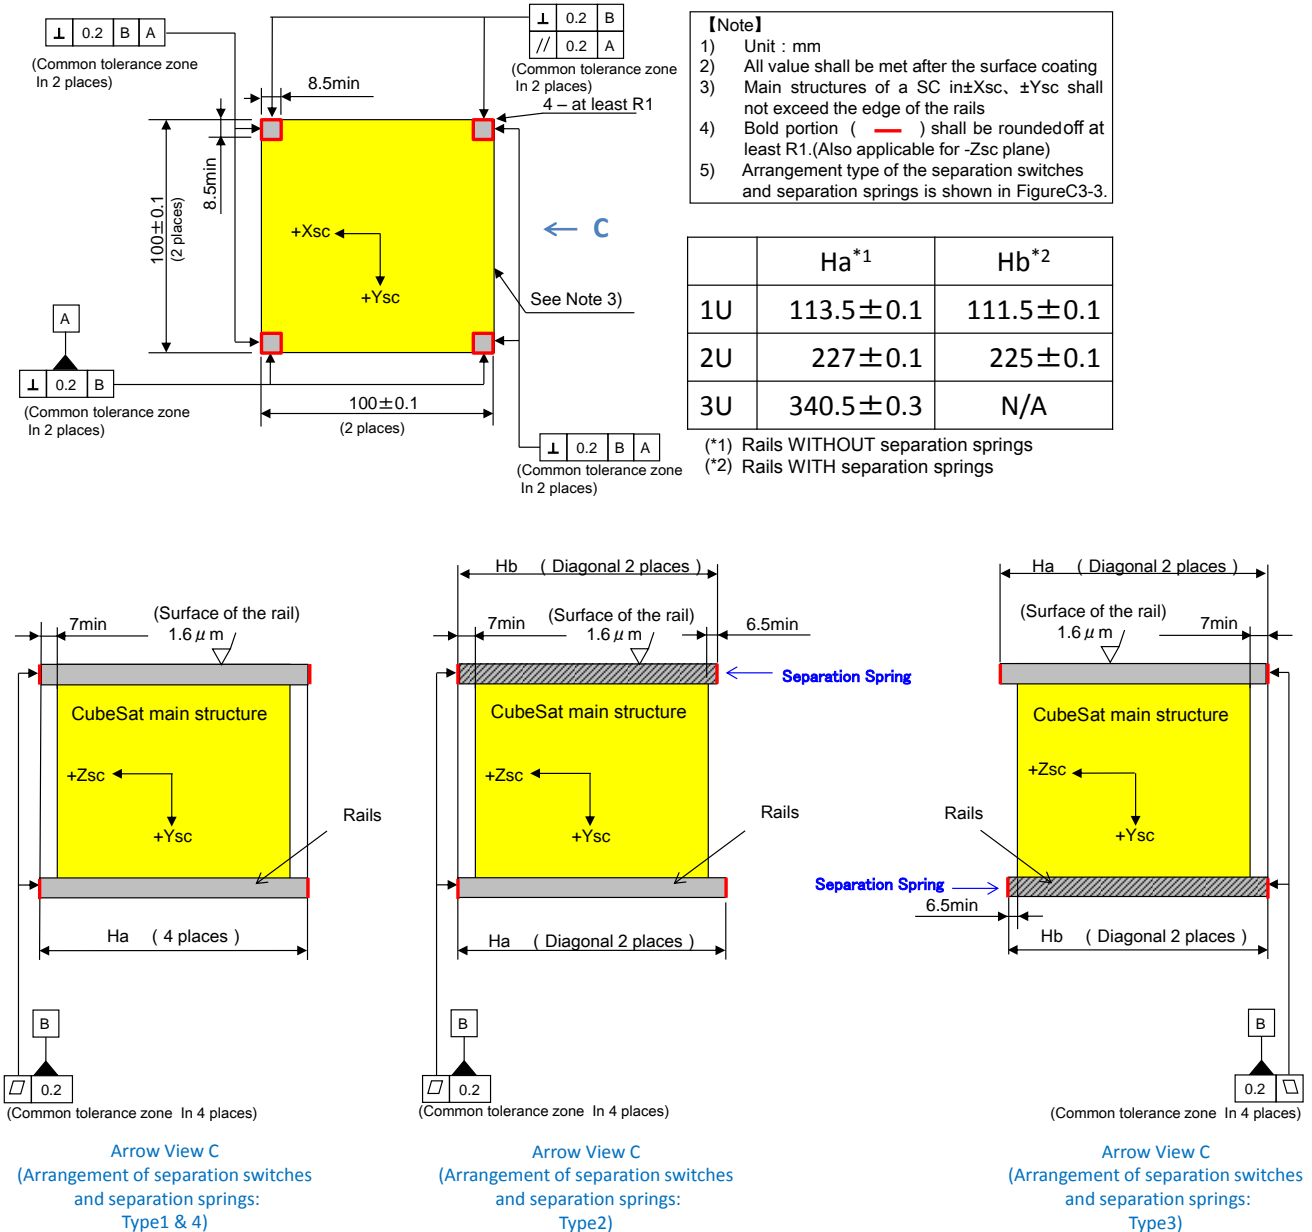 ⊥ 0.2 B A
(Common tolerance zone
In 2 places)
8.5min
8.5min
100±0.1
(2 places)
⊥ 0.2 B
// 0.2 A
(Common tolerance zone
In 2 places)
4 – at least R1
+Xsc
+Ysc
C
See Note 3)
A
⊥ 0.2 B
(Common tolerance zone
In 2 places)
100±0.1
(2 places)
⊥ 0.2 B A
(Common tolerance zone
In 2 places)
【Note】
1) Unit : mm
2) All value shall be met after the surface coating
3) Main structures of a SC in±Xsc、±Ysc shall
not exceed the edge of the rails
4) Bold portion ( ) shall be roundedoff at
least R1.(Also applicable for -Zsc plane)
5) Arrangement type of the separation switches
and separation springs is shown in FigureC3-3.
Ha*1 Hb*2
1U 113.5±0.1 111.5±0.1
2U 227±0.1 225±0.1
3U 340.5±0.3 N/A
(*1) Rails WITHOUT separation springs
(*2) Rails WITH separation springs
7min
(Surface of the rail)
1.6μm
CubeSat main structure
+Zsc
+Ysc
Rails
Ha ( 4 places )
B
▱ 0.2
(Common tolerance zone In 4 places)
Arrow View C
(Arrangement of separation switches
and separation springs:
Type1 & 4)
Hb ( Diagonal 2 places )
7min
(Surface of the rail)
1.6μm
6.5min
Separation Spring
CubeSat main structure
+Zsc
+Ysc
Rails
Ha ( Diagonal 2 places )
B
▱ 0.2
(Common tolerance zone In 4 places)
Arrow View C
(Arrangement of separation switches
and separation springs:
Type2)
Ha ( Diagonal 2 places )
(Surface of the rail)
1.6μm
7min
CubeSat main structure
+Zsc
+Ysc
Rails
Separation Spring
6.5min
Hb ( Diagonal 2 places )
B
0.2 ▱
(Common tolerance zone In 4 places)
Arrow View C
(Arrangement of separation switches
and separation springs:
Type3)